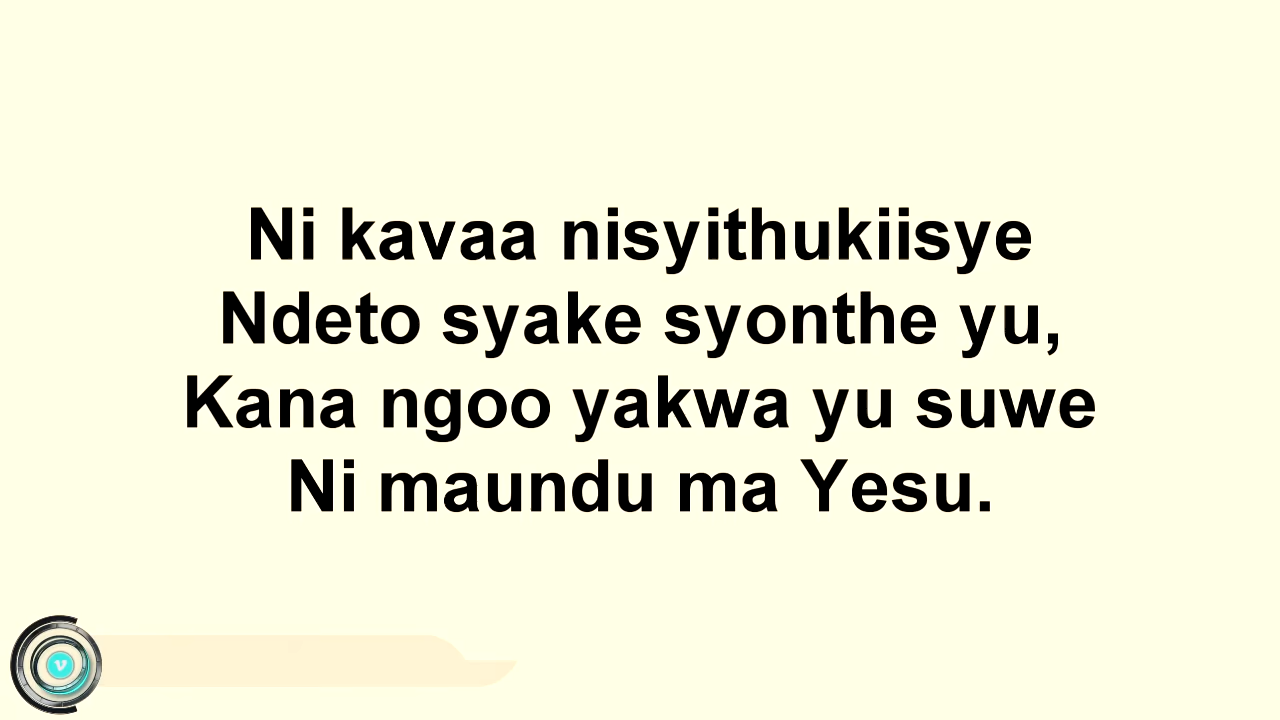 Ni kavaa nisyithukiisye
Ndeto syake syonthe yu,
Kana ngoo yakwa yu suwe
Ni maundu ma Yesu.
v